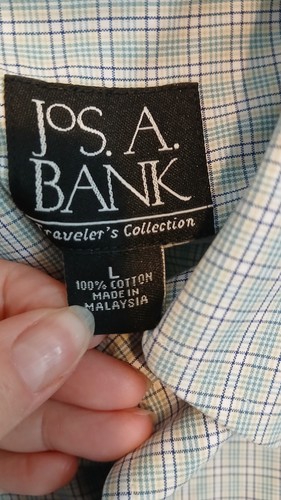 JOS. A.
BANK
Traveler's Collection
L
100% COTTON
MADE IN
MALAYSIA